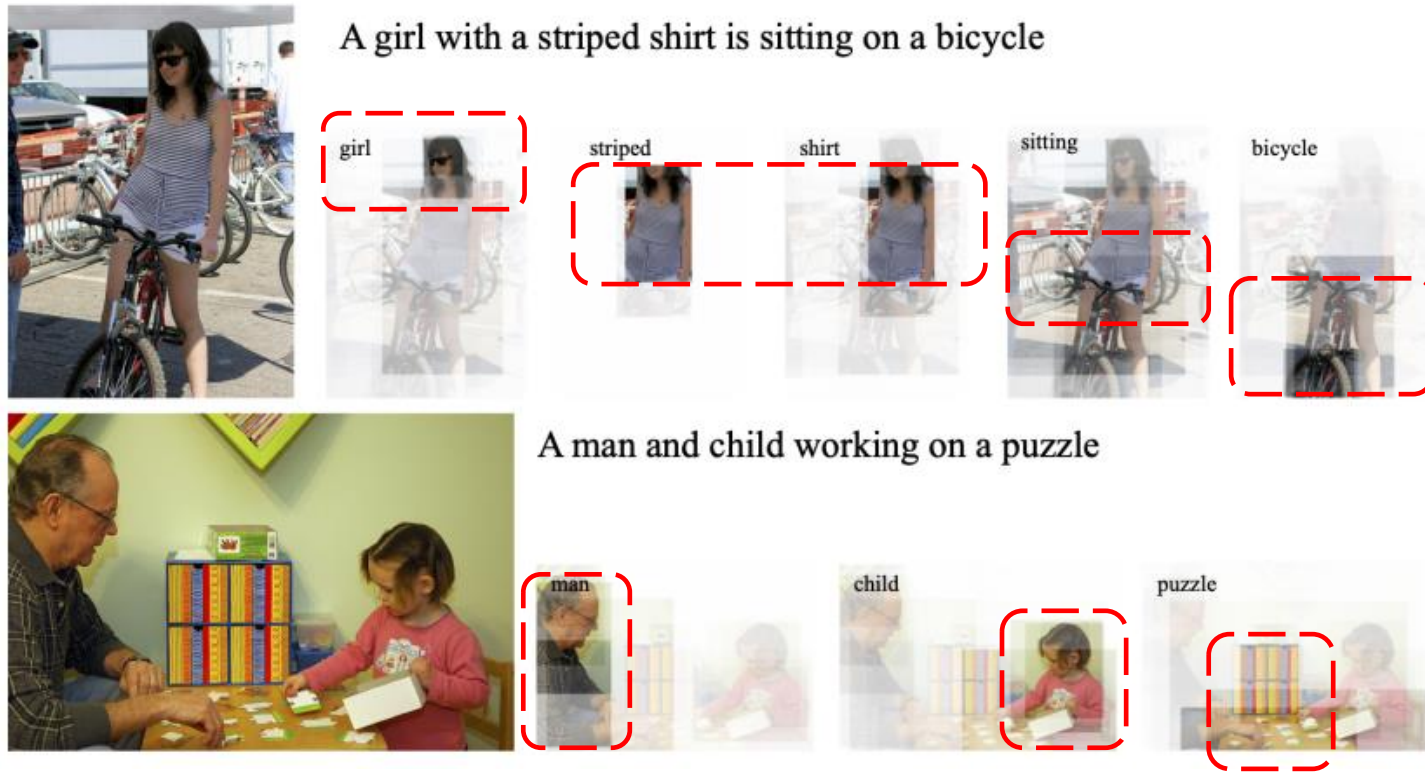 A girl with a striped shirt is sitting on a bicycle
girl
striped
shirt
sitting
bicycle
A man and child working on a puzzle
man
child
puzzle